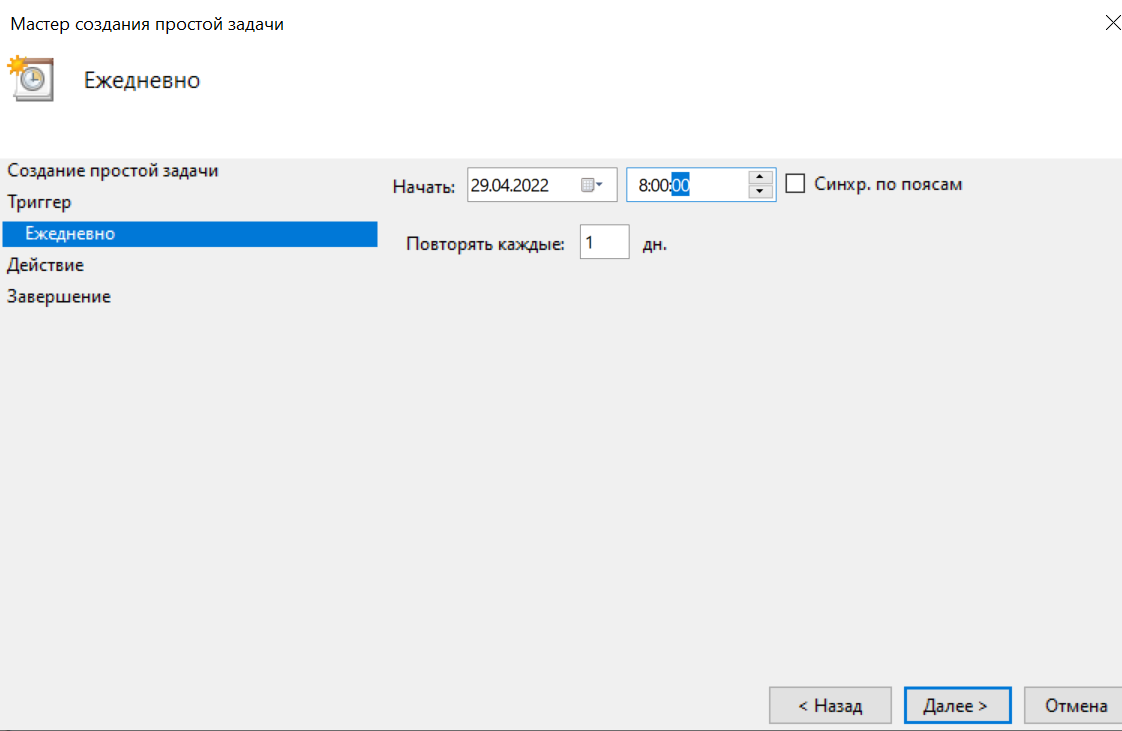 Мастер создания простой задачи
Ежедневно
Создание простой задачи
Триггер
Ежедневно
Действие
Завершение
Начать: 29.04.2022 8:00:00 Синхр. по поясам
Повторять каждые: 1 дн.
< Назад Далее > Отмена